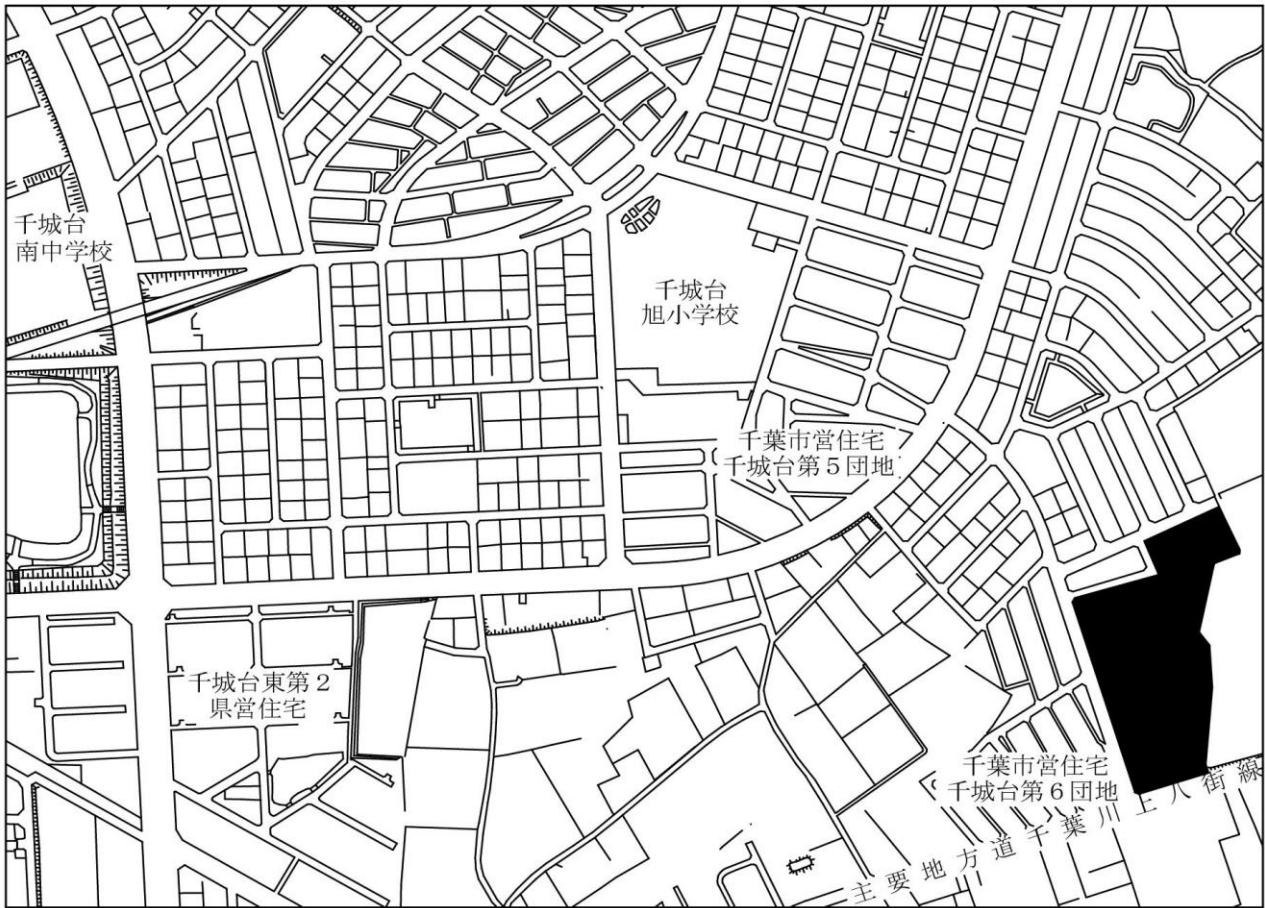 千城台
南中学校
千城台
旭小学校
千葉市営住宅
千城台第５団地
千城台東第２
県営住宅
千葉市営住宅
千城台第６団地
主要地方道千葉川上八街線